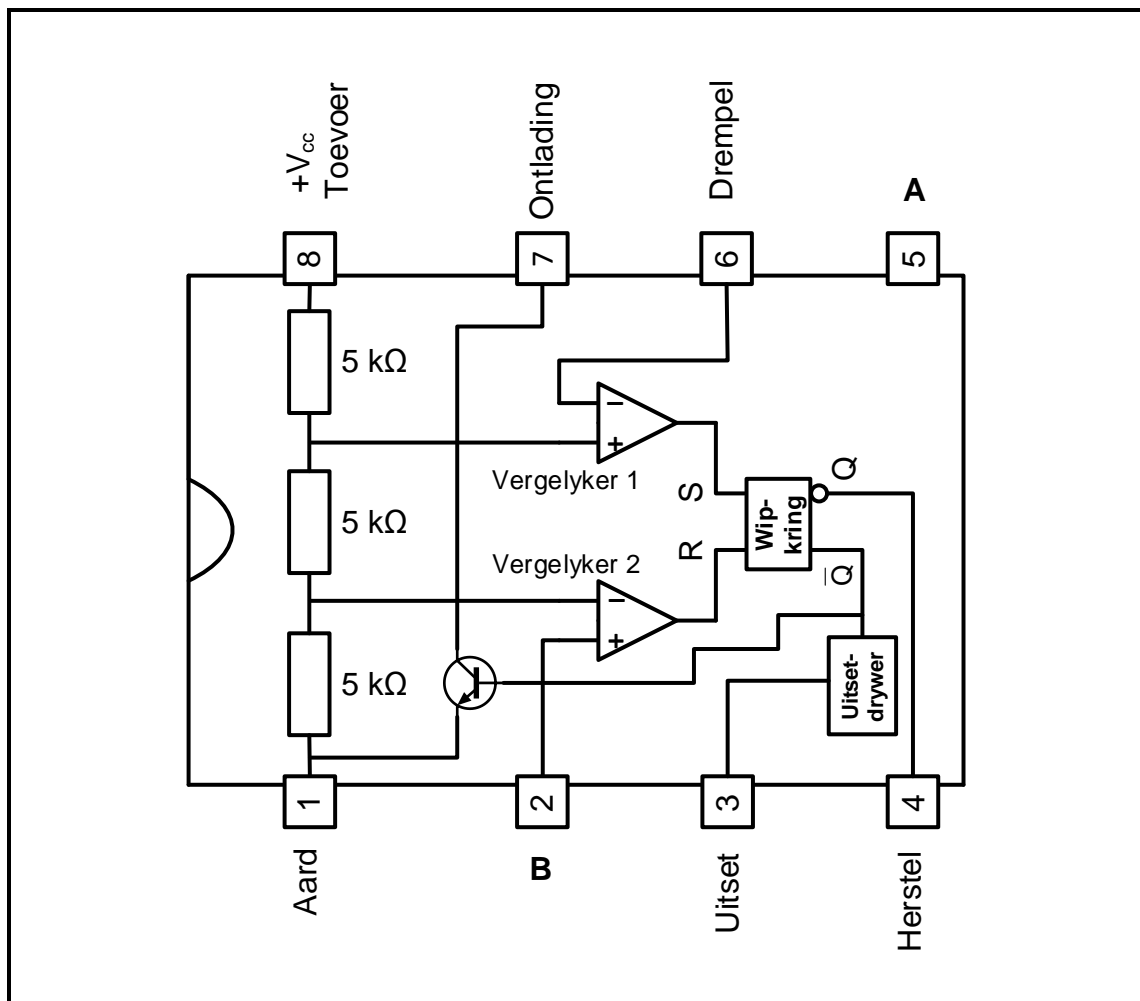 +Vcc
Toevoer
Ontlading
Drempel
A
8
7
6
5
5 kΩ
5 kΩ
5 kΩ
−
+
Vergelyker 1
Vergelyker 2
−
+
S
R
Wip-
kring
Q
Q̅
Uitset-
drywer
1
2
3
4
Aard
B
Uitset
Herstel